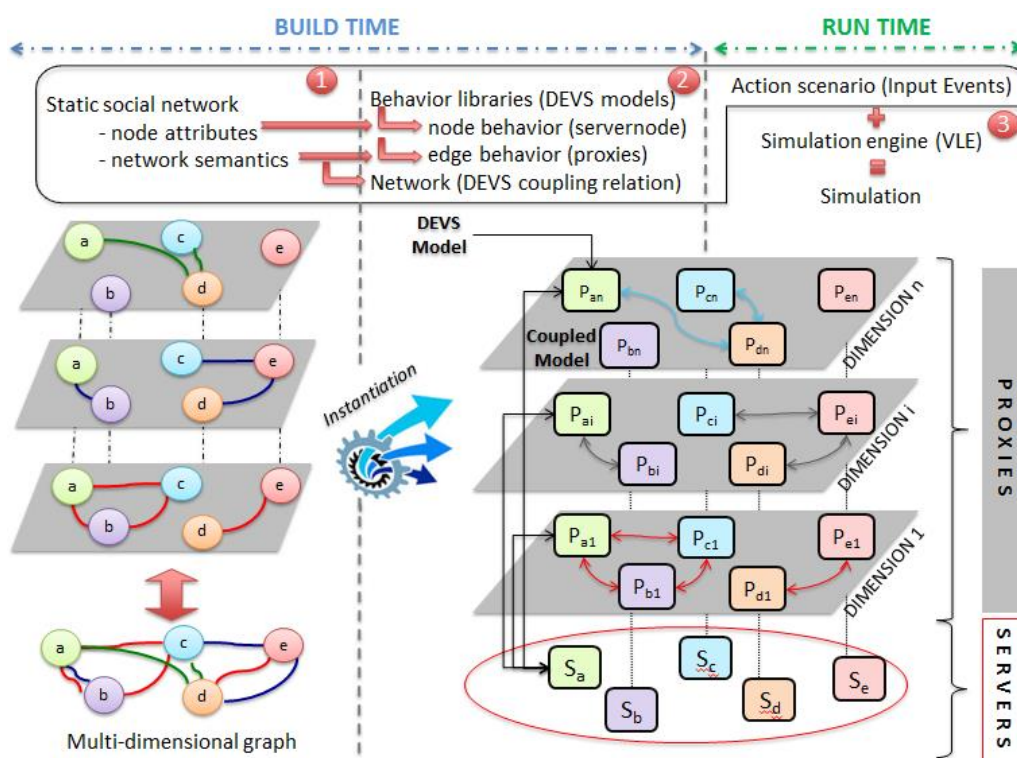 BUILD TIME
RUN TIME
1
2
3
Static social network
- node attributes
- network semantics
Behavior libraries (DEVS models)
node behavior (servernode)
edge behavior (proxies)
Network (DEVS coupling relation)
Action scenario (Input Events)
Simulation engine (VLE)
Simulation
a
c
e
b
d
a
c
e
b
d
a
c
e
b
d
a
c
e
b
d
Multi-dimensional graph
Instantiation
DEVS
Model
Coupled
Model
Pan
Pcn
Pen
Pbn
Pdn
DIMENSION n
Pai
Pci
Pei
Pbi
Pdi
DIMENSION i
Pa1
Pc1
Pe1
Pb1
Pd1
DIMENSION 1
Sa
Sc
Se
Sb
Sd
PROXIES
SERVERS